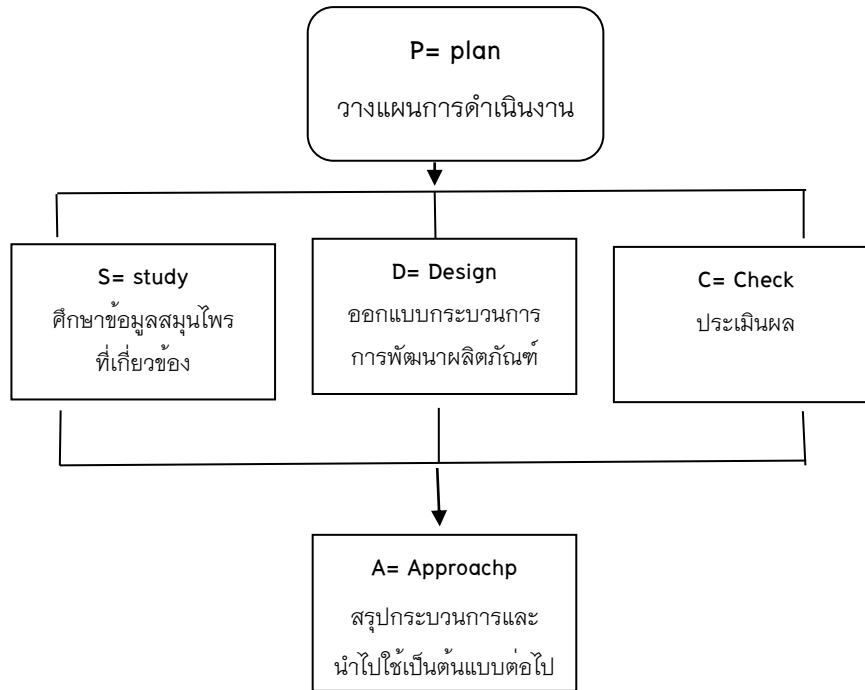 P= plan
วางแผนการดำเนินงาน
S= study
ศึกษาข้อมูลสมุนไพร
ที่เกี่ยวข้อง
D= Design
ออกแบบกระบวนการ
การพัฒนาผลิตภัณฑ์
C= Check
ประเมินผล
A= Approachp
สรุปกระบวนการและ
นำไปใช้เป็นต้นแบบต่อไป